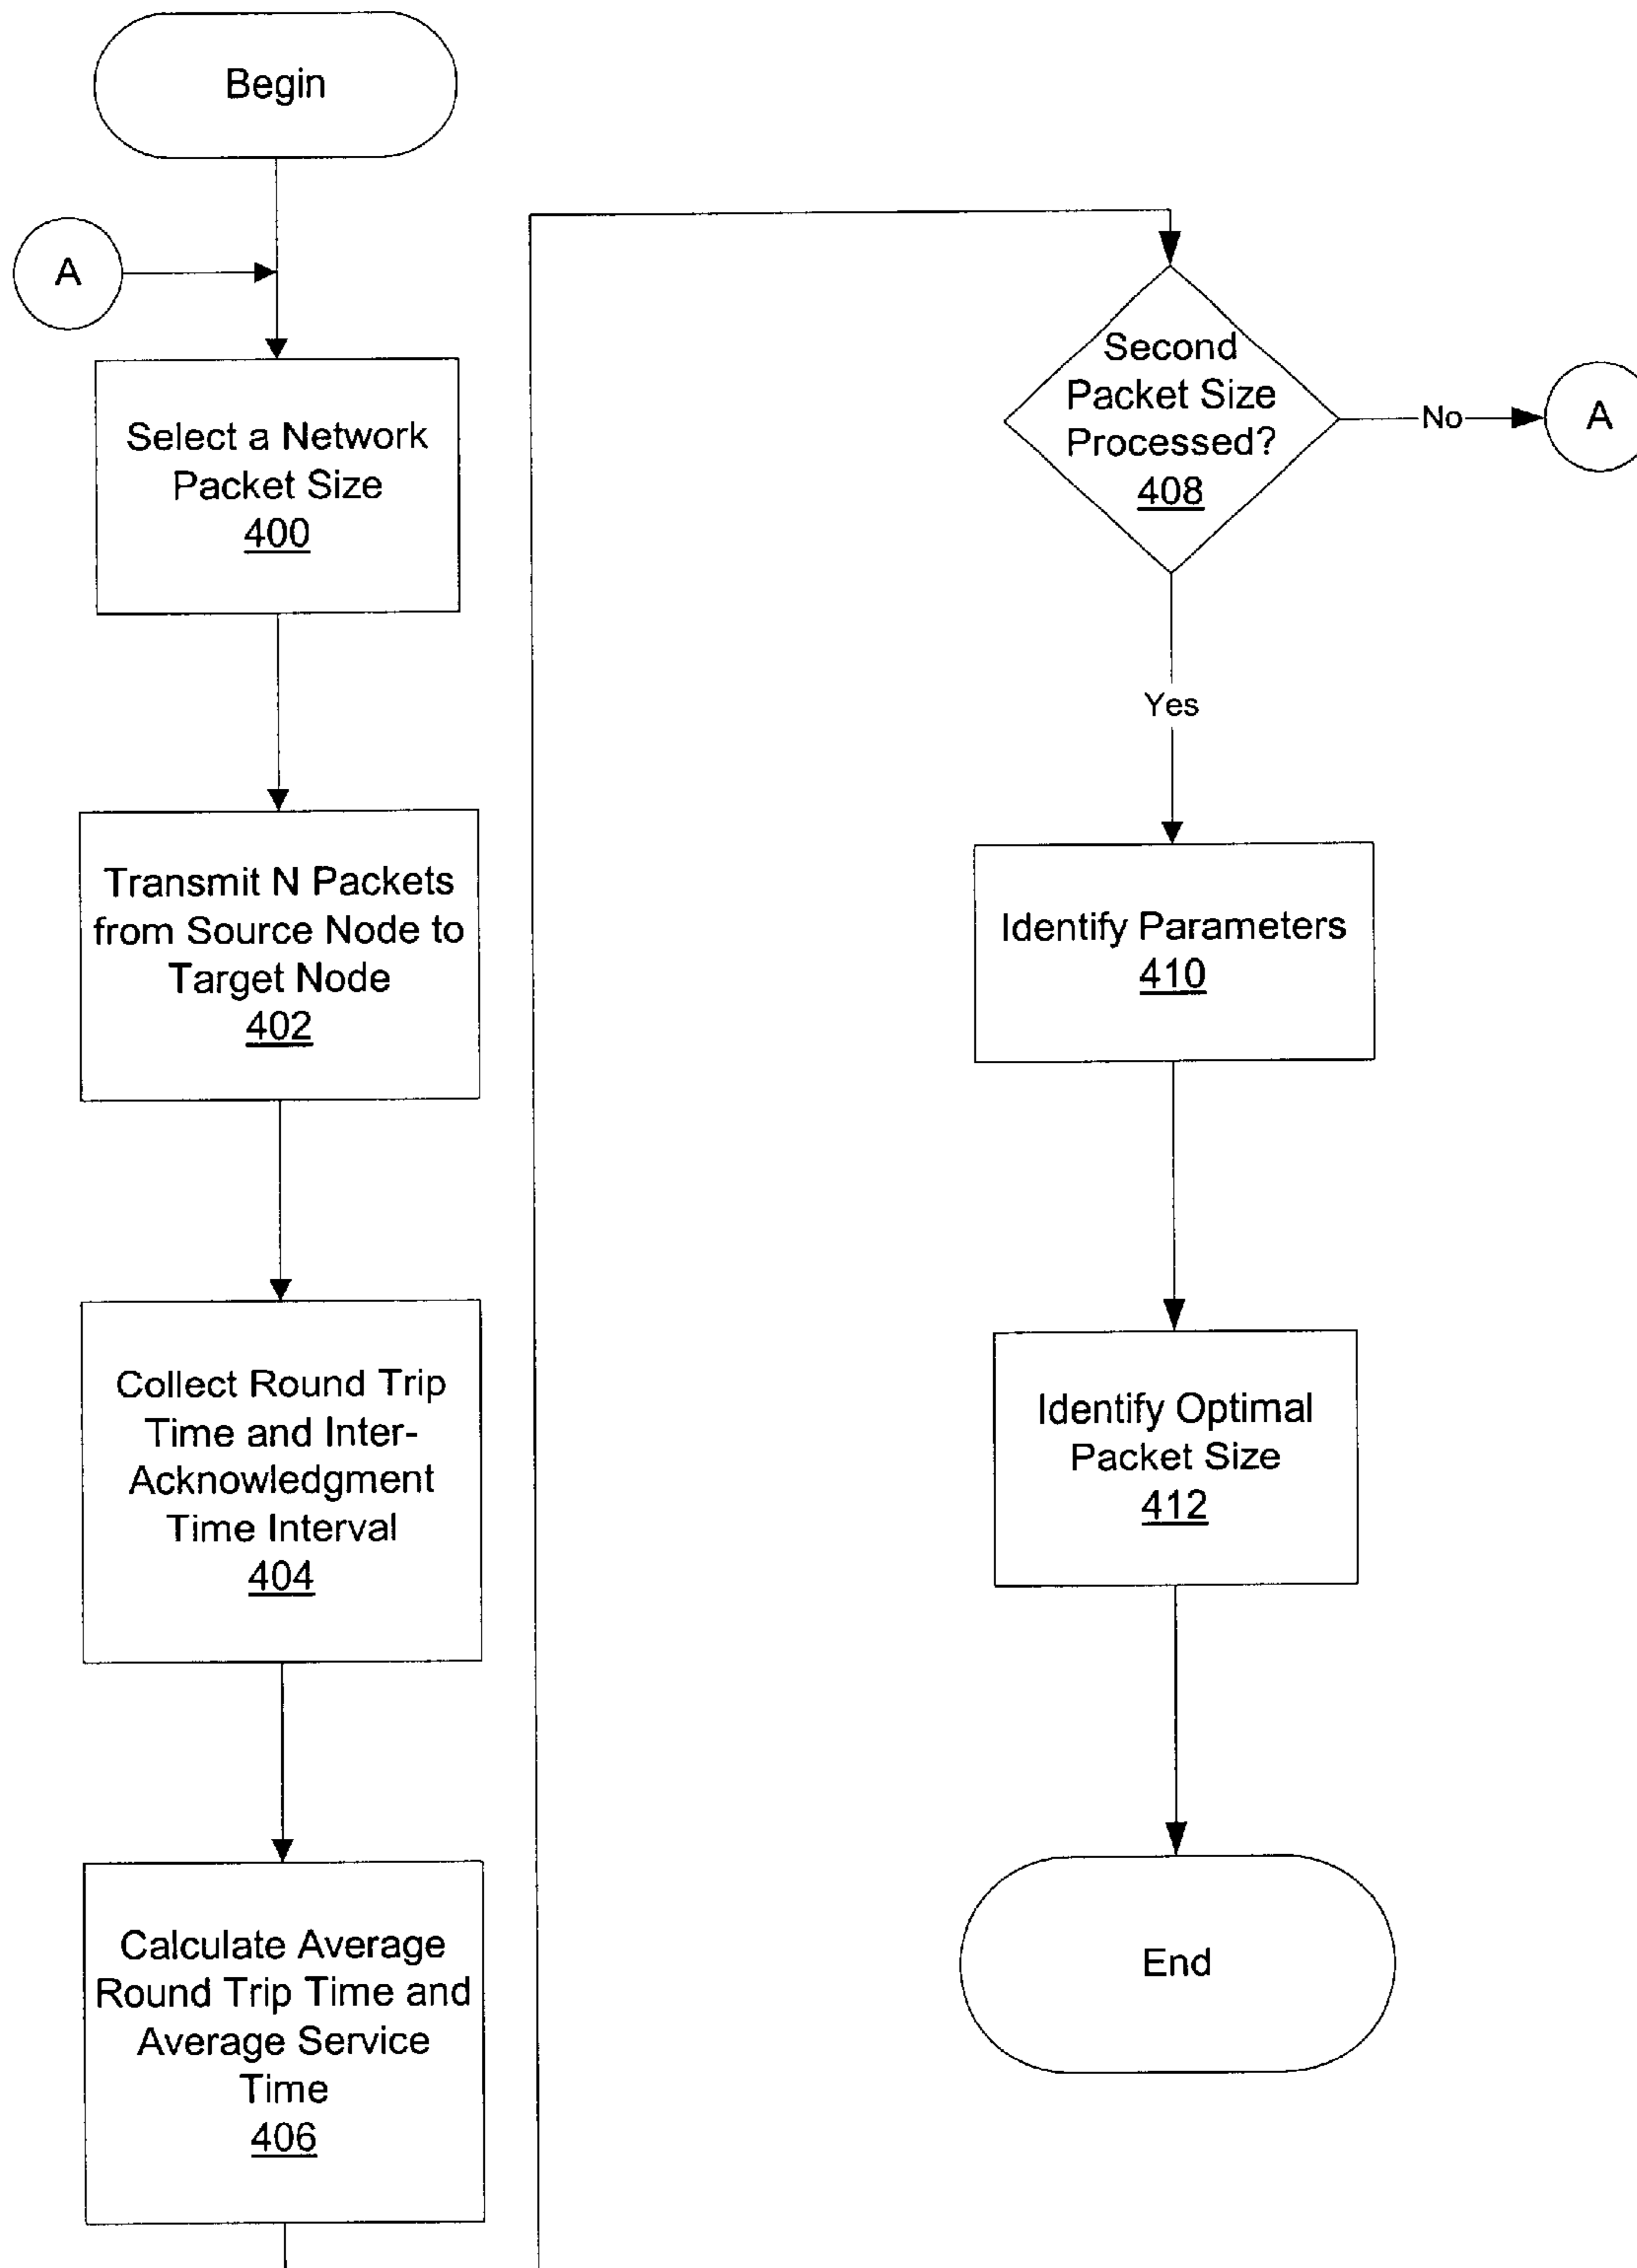 Begin
A
Select a Network
Packet Size
400
Transmit N Packets
from Source Node to
Target Node
402
Collect Round Trip
Time and Inter-
Acknowledgment
Time Interval
404
Calculate Average
Round Trip Time and
Average Service
Time
406
Second
Packet Size
Processed?
408
No
A
Yes
Identify Parameters
410
Identify Optimal
Packet Size
412
End